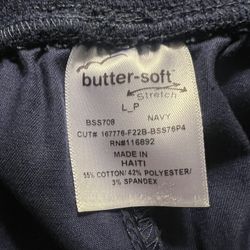 butter-soft™
Stretch
L_P
BSS708 NAVY
CUT# 167776-F22B-BSS76P4
RN#116892
MADE IN
HAITI
55% COTTON/ 42% POLYESTER/
3% SPANDEX